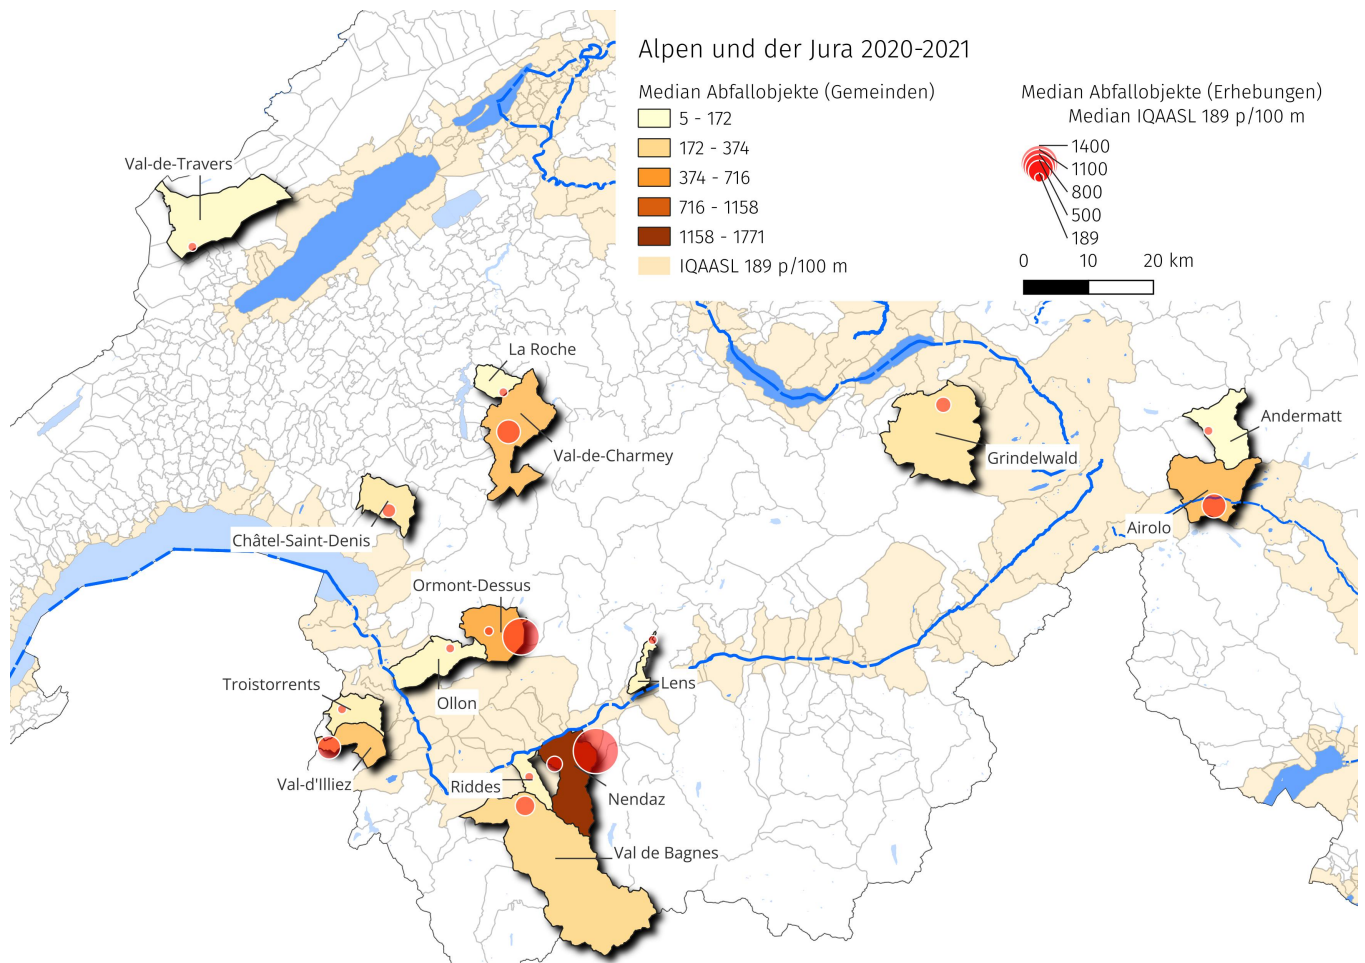 Alpen und der Jura 2020-2021
Median Abfallobjekte (Gemeinden)
5 - 172
172 - 374
374 - 716
716 - 1158
1158 - 1771
IQAASL 189 p/100 m
Median Abfallobjekte (Erhebungen)
Median IQAASL 189 p/100 m
1400
1100
800
500
189
0 10 20 km
Val-de-Travers
La Roche
Val-de-Charmey
Grindelwald
Andermatt
Airolo
Châtel-Saint-Denis
Ormont-Dessus
Ollon
Lens
Troistorrents
Val-d'Illiez
Riddes
Nendaz
Val de Bagnes